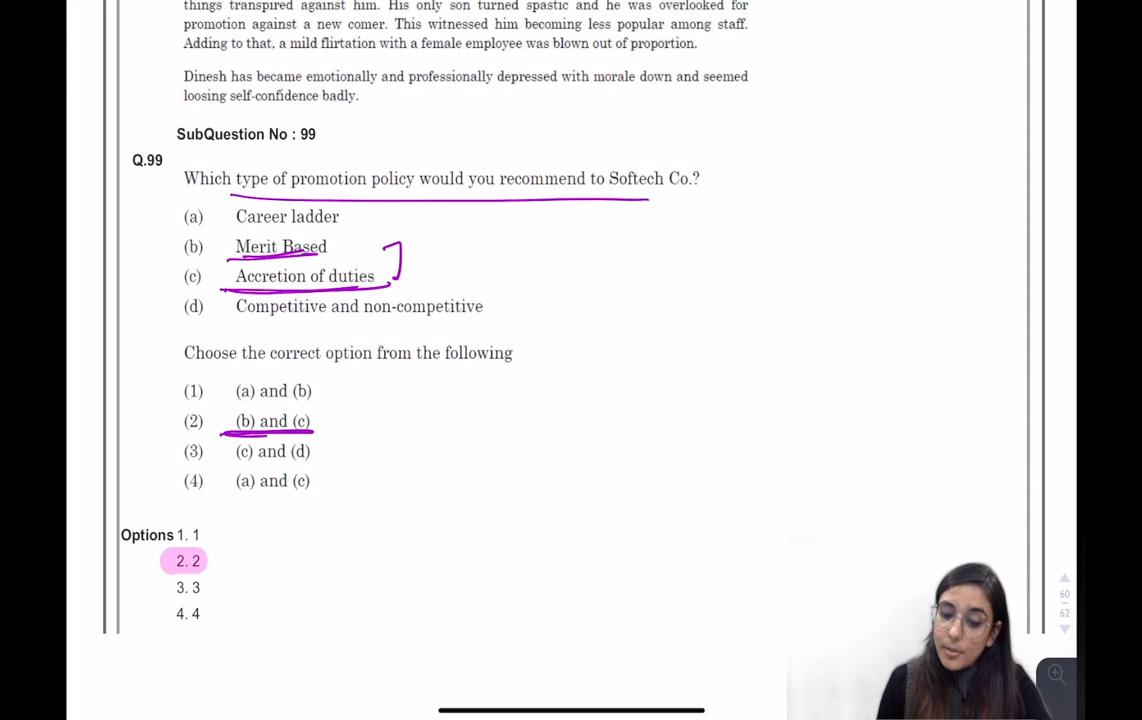 things transpired against him. His only son turned spastic and he was overlooked for
promotion against a new comer. This witnessed him becoming less popular among staff.
Adding to that, a mild flirtation with a female employee was blown out of proportion.
Dinesh has became emotionally and professionally depressed with morale down and seemed
loosing self-confidence badly.
SubQuestion No : 99
Q.99
Which type of promotion policy would you recommend to Softech Co.?
(a) Career ladder
(b) Merit Based
(c) Accretion of duties
(d) Competitive and non-competitive
Choose the correct option from the following
(1) (a) and (b)
(2) (b) and (c)
(3) (c) and (d)
(4) (a) and (c)
Options 1. 1
2. 2
3. 3
4. 4
60
62